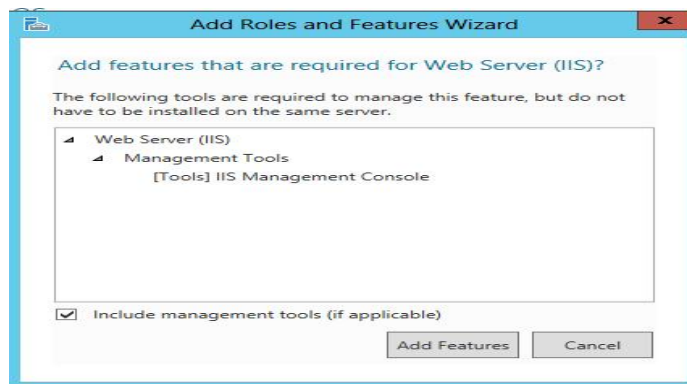 Add Roles and Features Wizard
Add features that are required for Web Server (IIS)?
The following tools are required to manage this feature, but do not
have to be installed on the same server.
Web Server (IIS)
Management Tools
[Tools] IIS Management Console
Include management tools (if applicable)
Add Features
Cancel